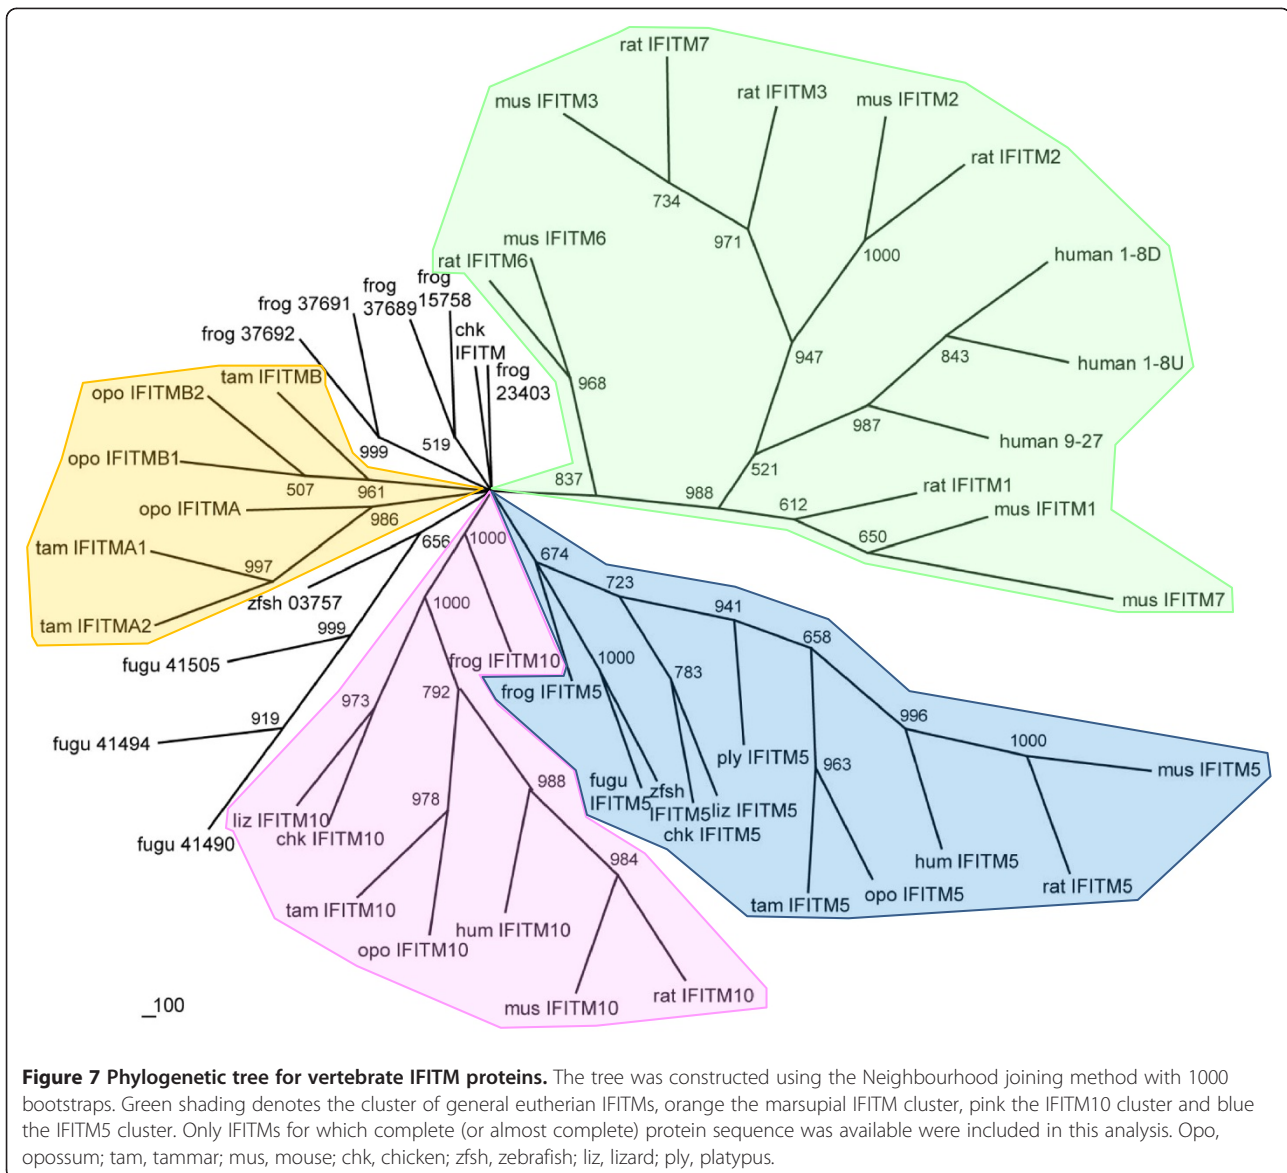 rat IFITM7
mus IFITM3
rat IFITM3
mus IFITM2
rat IFITM2
734
971
1000
mus IFITM6
rat IFITM6
human 1-8D
947
843
human 1-8U
968
987
human 9-27
521
837
988
612
rat IFITM1
mus IFITM1
650
mus IFITM7
frog
15758
frog
37689
frog 37691
frog 37692
chk
IFITM
frog
23403
999
519
tam IFITMB
opo IFITMB2
opo IFITMB1
507
961
opo IFITMA
986
tam IFITMA1
997
tam IFITMA2
656
zfsh 03757
999
fugu 41505
919
fugu 41494
fugu 41490
1000
1000
frog IFITM10
973
792
liz IFITM10
chk IFITM10
978
988
tam IFITM10
opo IFITM10
hum IFITM10
984
mus IFITM10
rat IFITM10
674
723
941
658
1000
783
frog IFITM5
996
1000
ply IFITM5
963
mus IFITM5
fugu
IFITM5
zfsh
IFITM5
liz IFITM5
chk IFITM5
hum IFITM5
tam IFITM5
opo IFITM5
rat IFITM5
100
Figure 7 Phylogenetic tree for vertebrate IFITM proteins. The tree was constructed using the Neighbourhood joining method with 1000
bootstraps. Green shading denotes the cluster of general eutherian IFITMs, orange the marsupial IFITM cluster, pink the IFITM10 cluster and blue
the IFITM5 cluster. Only IFITMs for which complete (or almost complete) protein sequence was available were included in this analysis. Opo,
opossum; tam, tammar; mus, mouse; chk, chicken; zfsh, zebrafish; liz, lizard; ply, platypus.